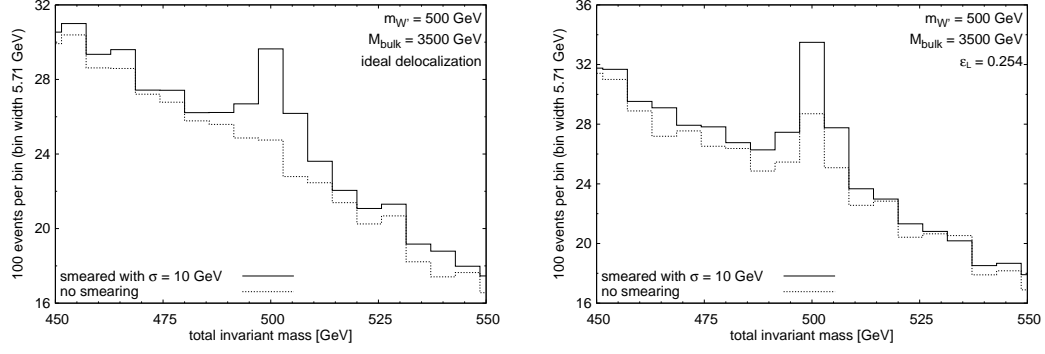 32
28
24
20
16
100 events per bin (bin width 5.71 GeV)
m_W' = 500 GeV
M_bulk = 3500 GeV
ideal delocalization
smeared with σ = 10 GeV
no smearing
450 475 500 525 550
total invariant mass [GeV]
36
32
28
24
20
16
100 events per bin (bin width 5.71 GeV)
m_W' = 500 GeV
M_bulk = 3500 GeV
ε_L = 0.254
smeared with σ = 10 GeV
no smearing
450 475 500 525 550
total invariant mass [GeV]